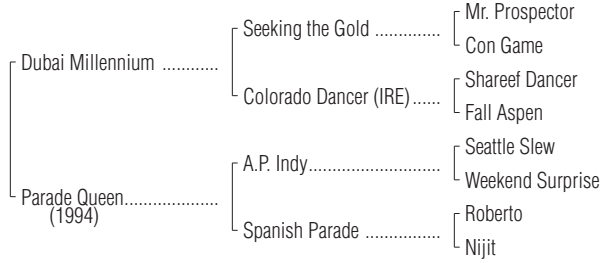 Mr. Prospector
Seeking the Gold ..............
Con Game
Dubai Millennium ............
Shareef Dancer
Colorado Dancer (IRE)......
Fall Aspen
Seattle Slew
A.P. Indy..........................
Weekend Surprise
Parade Queen....................
(1994)
Roberto
Spanish Parade ................
Nijit